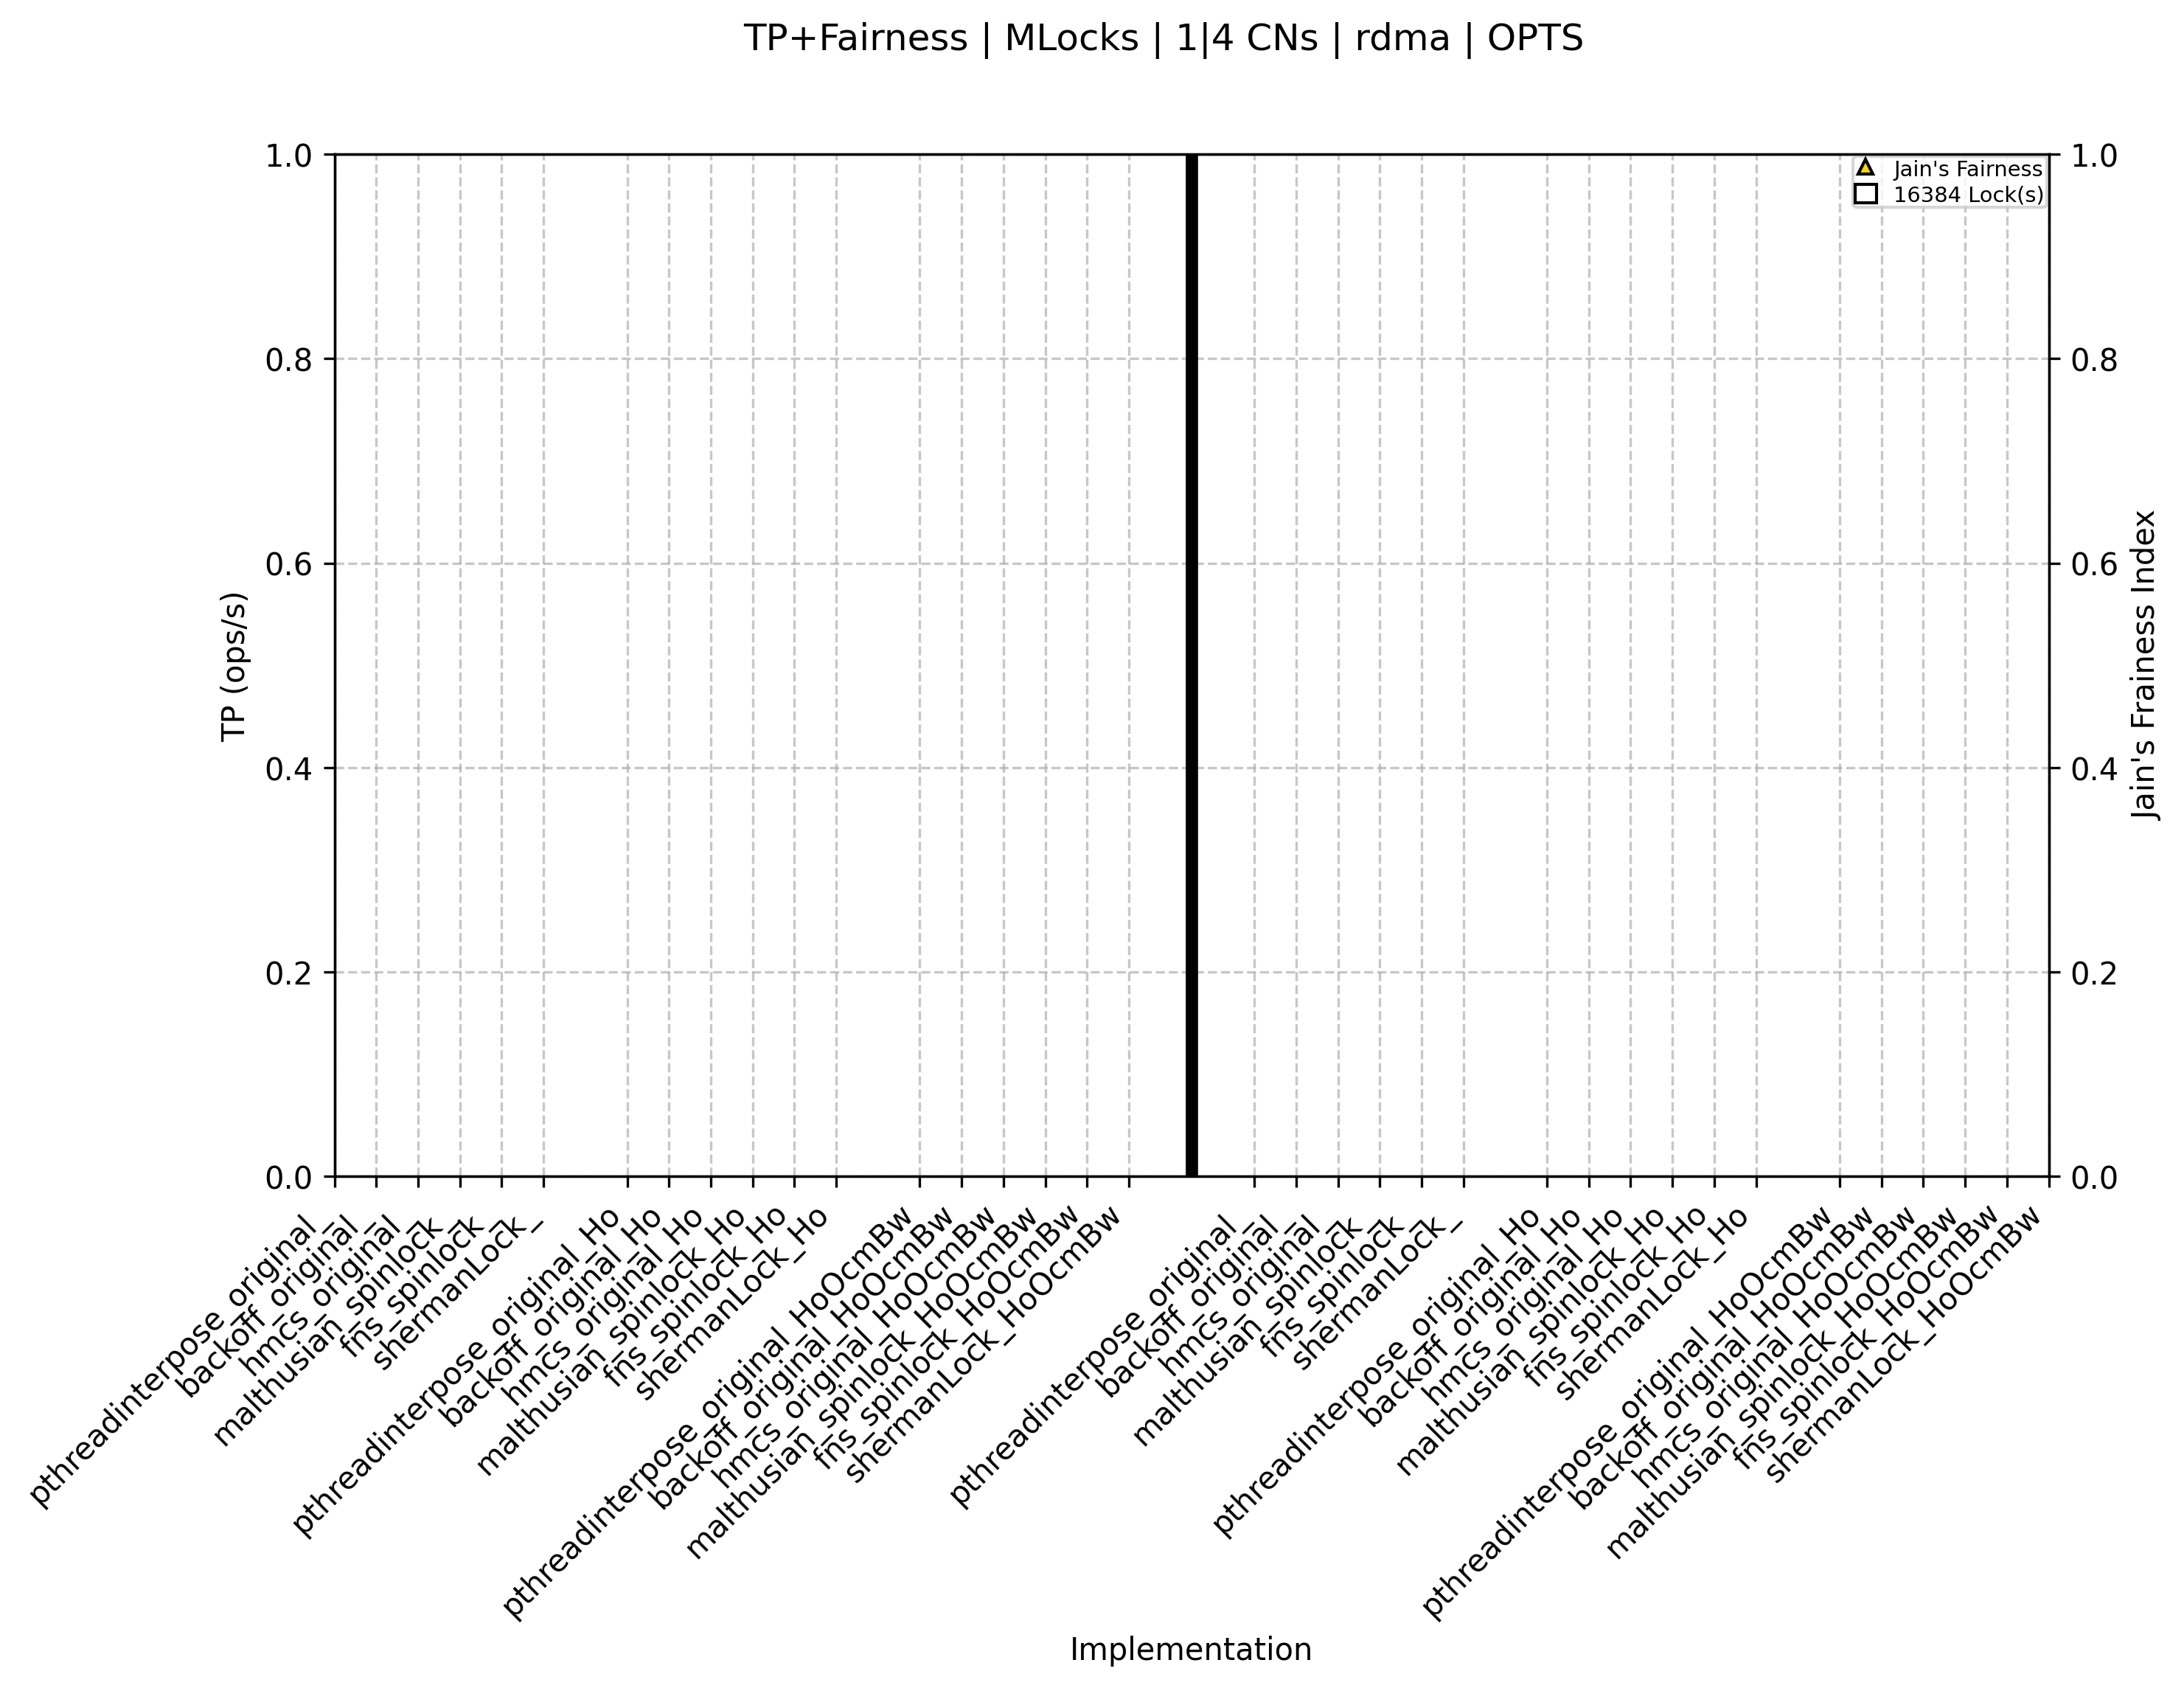 TP+Fairness | MLocks | 1|4 CNs | rdma | OPTS
Jain's Fairness
16384 Lock(s)
1.0
0.8
0.6
0.4
0.2
0.0
TP (ops/s)
1.0
0.8
0.6
0.4
0.2
0.0
Jain's Frainess Index
pthreadinterpose_original_
backoff_original_
hmcs_original_
malthusian_spinlock_
fns_spinlock_
shermanLock_
pthreadinterpose_original_Ho
backoff_original_Ho
hmcs_original_Ho
malthusian_spinlock_Ho
fns_spinlock_Ho
shermanLock_Ho
pthreadinterpose_original_HoOcmBw
backoff_original_HoOcmBw
hmcs_original_HoOcmBw
malthusian_spinlock_HoOcmBw
fns_spinlock_HoOcmBw
shermanLock_HoOcmBw
pthreadinterpose_original_
backoff_original_
hmcs_original_
malthusian_spinlock_
fns_spinlock_
shermanLock_
pthreadinterpose_original_Ho
backoff_original_Ho
hmcs_original_Ho
malthusian_spinlock_Ho
fns_spinlock_Ho
shermanLock_Ho
pthreadinterpose_original_HoOcmBw
backoff_original_HoOcmBw
hmcs_original_HoOcmBw
malthusian_spinlock_HoOcmBw
fns_spinlock_HoOcmBw
shermanLock_HoOcmBw
Implementation